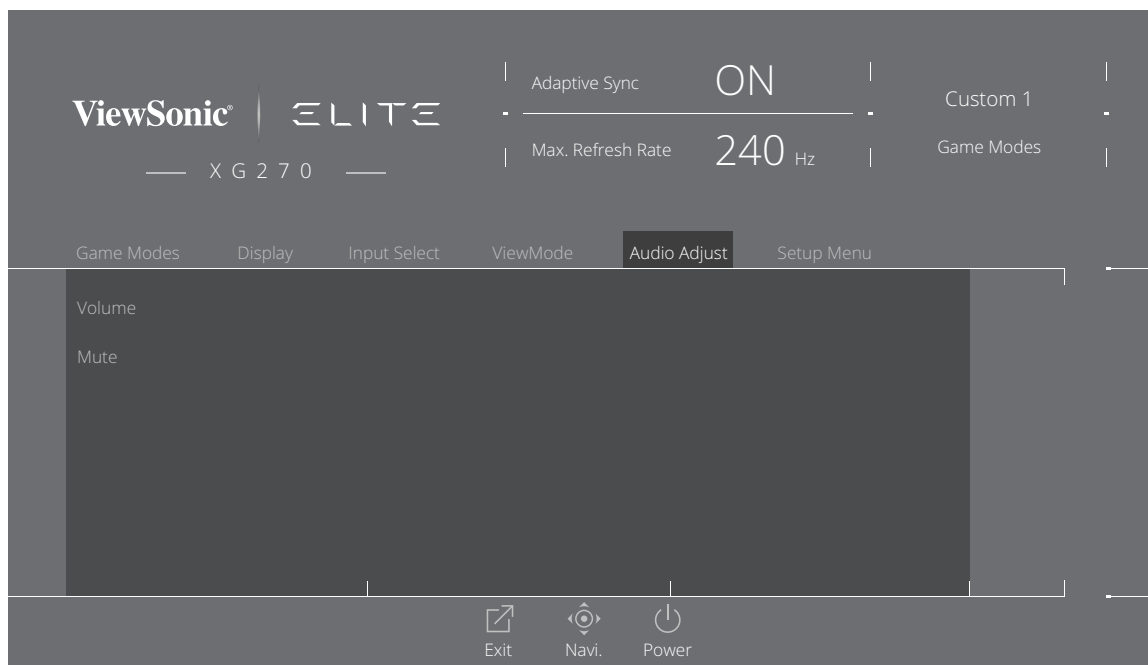 ViewSonic® ELITE
XG270
Adaptive Sync ON
Max. Refresh Rate 240 Hz
Custom 1
Game Modes
Game Modes Display Input Select ViewMode Audio Adjust Setup Menu
Volume
Mute
Exit Navi. Power